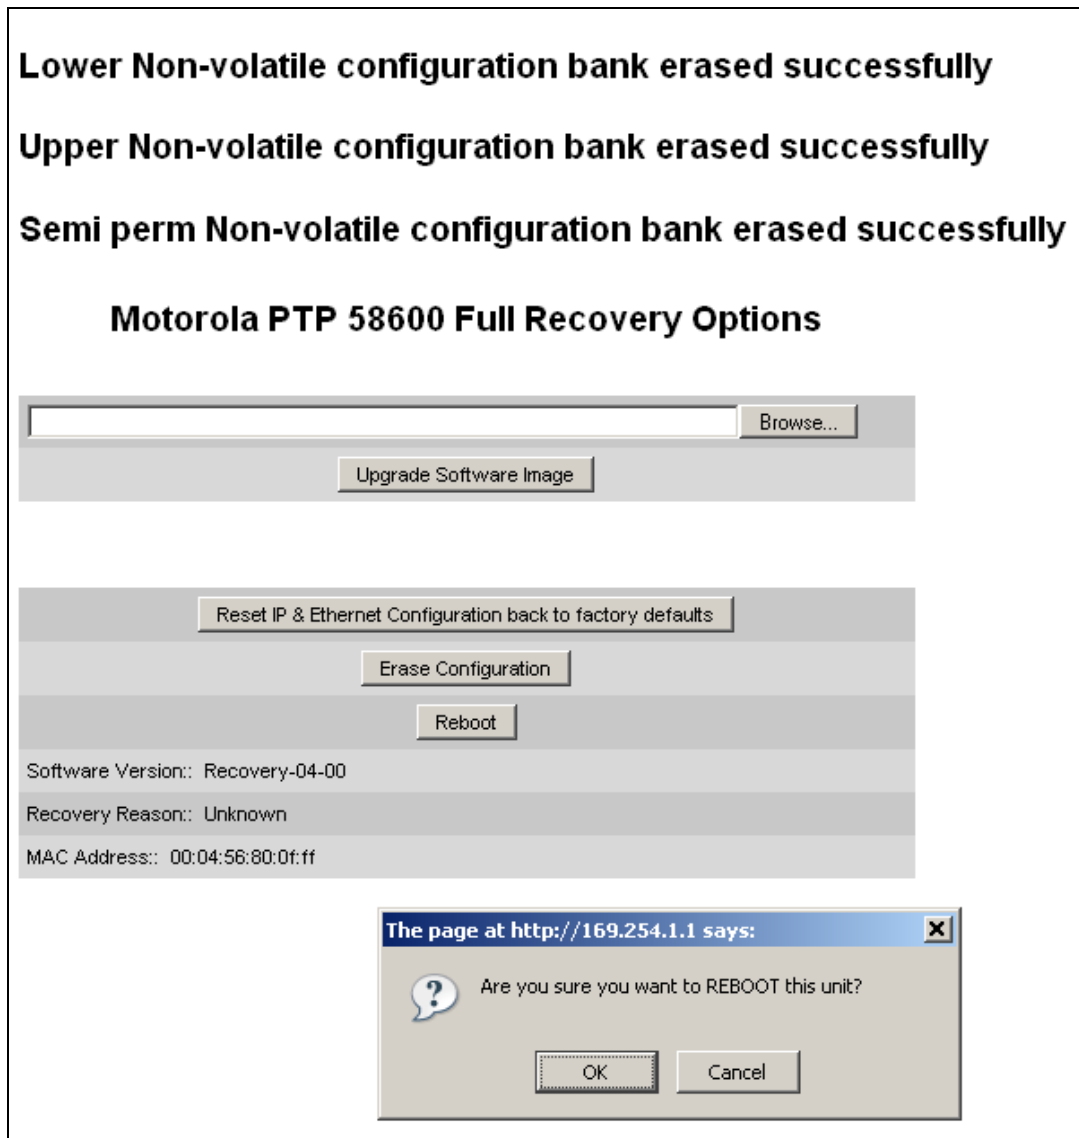 Lower Non-volatile configuration bank erased successfully
Upper Non-volatile configuration bank erased successfully
Semi perm Non-volatile configuration bank erased successfully
Motorola PTP 58600 Full Recovery Options
Browse...
Upgrade Software Image
Reset IP & Ethernet Configuration back to factory defaults
Erase Configuration
Reboot
Software Version:: Recovery-04-00
Recovery Reason:: Unknown
MAC Address:: 00:04:56:80:0f:ff
The page at http://169.254.1.1 says:
Are you sure you want to REBOOT this unit?
OK Cancel